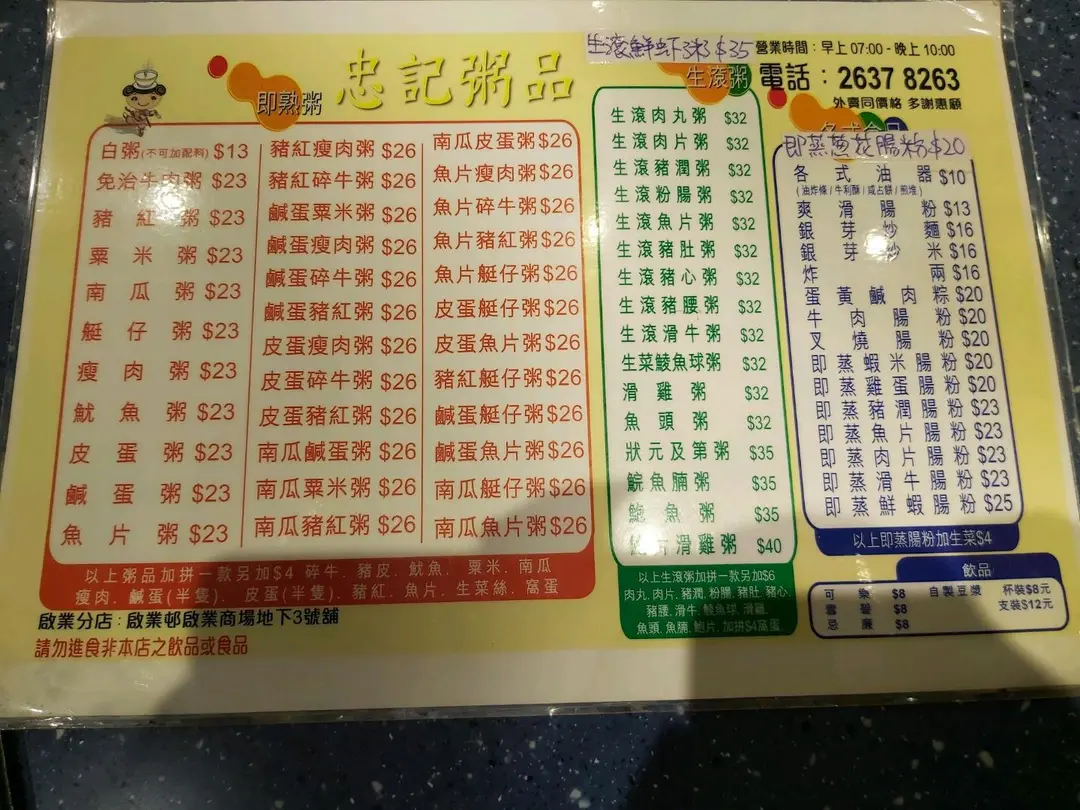 忠記粥品
生滾鮮虾粥 $35
營業時間：早上 07:00 - 晚上 10:00
電話：2637 8263
外賣同價格 多謝惠顧
即熟粥
白粥(不可加配料) $13
免治牛肉粥 $23
豬紅粥 $23
粟米粥 $23
南瓜粥 $23
艇仔粥 $23
瘦肉粥 $23
魷魚粥 $23
皮蛋粥 $23
鹹蛋粥 $23
魚片粥 $23
豬紅瘦肉粥 $26
豬紅碎牛粥 $26
鹹蛋粟米粥 $26
鹹蛋瘦肉粥 $26
鹹蛋碎牛粥 $26
鹹蛋豬紅粥 $26
皮蛋瘦肉粥 $26
皮蛋碎牛粥 $26
皮蛋豬紅粥 $26
南瓜鹹蛋粥 $26
南瓜粟米粥 $26
南瓜豬紅粥 $26
南瓜皮蛋粥 $26
魚片瘦肉粥 $26
魚片碎牛粥 $26
魚片豬紅粥 $26
魚片艇仔粥 $26
皮蛋艇仔粥 $26
皮蛋魚片粥 $26
豬紅艇仔粥 $26
鹹蛋艇仔粥 $26
鹹蛋魚片粥 $26
南瓜艇仔粥 $26
南瓜魚片粥 $26
以上粥品加拼一款另加$4 碎牛. 豬皮. 魷魚. 粟米. 南瓜
瘦肉. 鹹蛋(半隻). 皮蛋(半隻). 豬紅. 魚片. 生菜絲. 窩蛋
生滾粥
生滾肉丸粥 $32
生滾肉片粥 $32
生滾豬潤粥 $32
生滾粉腸粥 $32
生滾魚片粥 $32
生滾豬肚粥 $32
生滾豬心粥 $32
生滾豬腰粥 $32
生滾滑牛粥 $32
生菜鯪魚球粥 $32
滑雞粥 $32
魚頭粥 $32
狀元及第粥 $35
鯇魚腩粥 $35
鮑魚粥 $35
片滑雞粥 $40
以上生滾粥加拼一款另加$6
肉丸. 肉片. 豬潤. 粉腸. 豬肚. 豬心.
豬腰. 滑牛. 鯪魚球. 滑雞.
魚頭. 魚腩. 鮑片. 加拼$4窩蛋
即蒸葱花腸粉 $20
各式油器 $10
(油炸條 / 牛利酥 / 咸占餅 / 煎堆)
爽滑腸粉 $13
銀芽炒麵 $16
銀芽炒米 $16
炸兩 $16
蛋黃鹹肉粽 $20
牛肉腸粉 $20
叉燒腸粉 $20
即蒸蝦米腸粉 $20
即蒸雞蛋腸粉 $20
即蒸豬潤腸粉 $23
即蒸魚片腸粉 $23
即蒸肉片腸粉 $23
即蒸滑牛腸粉 $23
即蒸鮮蝦腸粉 $25
以上即蒸腸粉加生菜$4
飲品
可樂 $8
雪碧 $8
忌廉 $8
自製豆漿 杯裝$8元
支裝$12元
啟業分店：啟業邨啟業商場地下3號舖
請勿進食非本店之飲品或食品